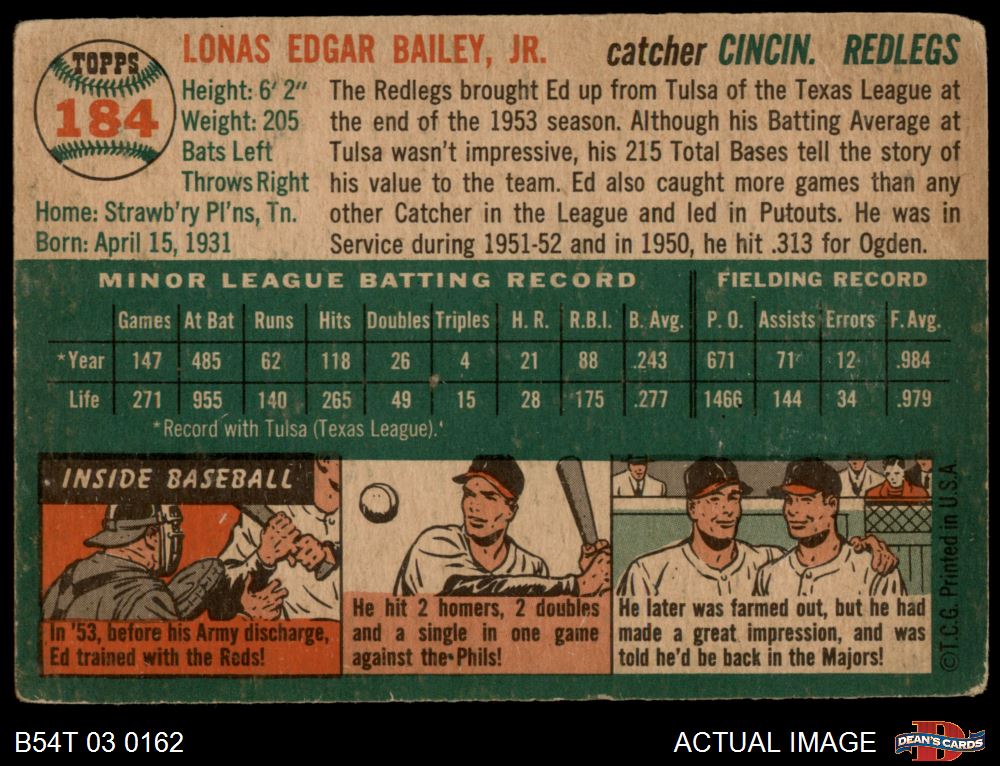 TOPPS
184
LONAS EDGAR BAILEY, JR.
catcher CINCIN. REDLEGS
Height: 6' 2"
Weight: 205
Bats Left
Throws Right
Home: Strawb'ry Pl'ns, Tn.
Born: April 15, 1931
The Redlegs brought Ed up from Tulsa of the Texas League at
the end of the 1953 season. Although his Batting Average at
Tulsa wasn't impressive, his 215 Total Bases tell the story of
his value to the team. Ed also caught more games than any
other Catcher in the League and led in Putouts. He was in
Service during 1951-52 and in 1950, he hit .313 for Ogden.
MINOR LEAGUE BATTING RECORD FIELDING RECORD
Games At Bat Runs Hits Doubles Triples H. R. R.B.I. B. Avg. P. O. Assists Errors F. Avg.
*Year 147 485 62 118 26 4 21 88 .243 671 71 12 .984
Life 271 955 140 265 49 15 28 175 .277 1466 144 34 .979
*Record with Tulsa (Texas League).
INSIDE BASEBALL
In '53, before his Army discharge,
Ed trained with the Reds!
He hit 2 homers, 2 doubles
and a single in one game
against the Phils!
He later was farmed out, but he had
made a great impression, and was
told he'd be back in the Majors!
©T.C.G. Printed in U.S.A.
B54T 03 0162
ACTUAL IMAGE
DEAN'S CARDS